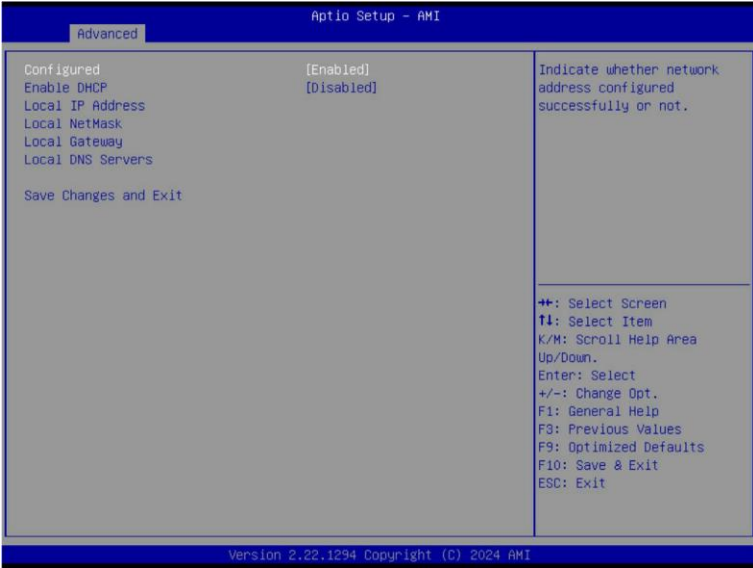 Aptio Setup – AMI
Advanced
Configured [Enabled]
Enable DHCP [Disabled]
Local IP Address
Local NetMask
Local Gateway
Local DNS Servers
Save Changes and Exit
Indicate whether network
address configured
successfully or not.
→←: Select Screen
↑↓: Select Item
K/M: Scroll Help Area
Up/Down.
Enter: Select
+/-: Change Opt.
F1: General Help
F3: Previous Values
F9: Optimized Defaults
F10: Save & Exit
ESC: Exit
Version 2.22.1294 Copyright (C) 2024 AMI